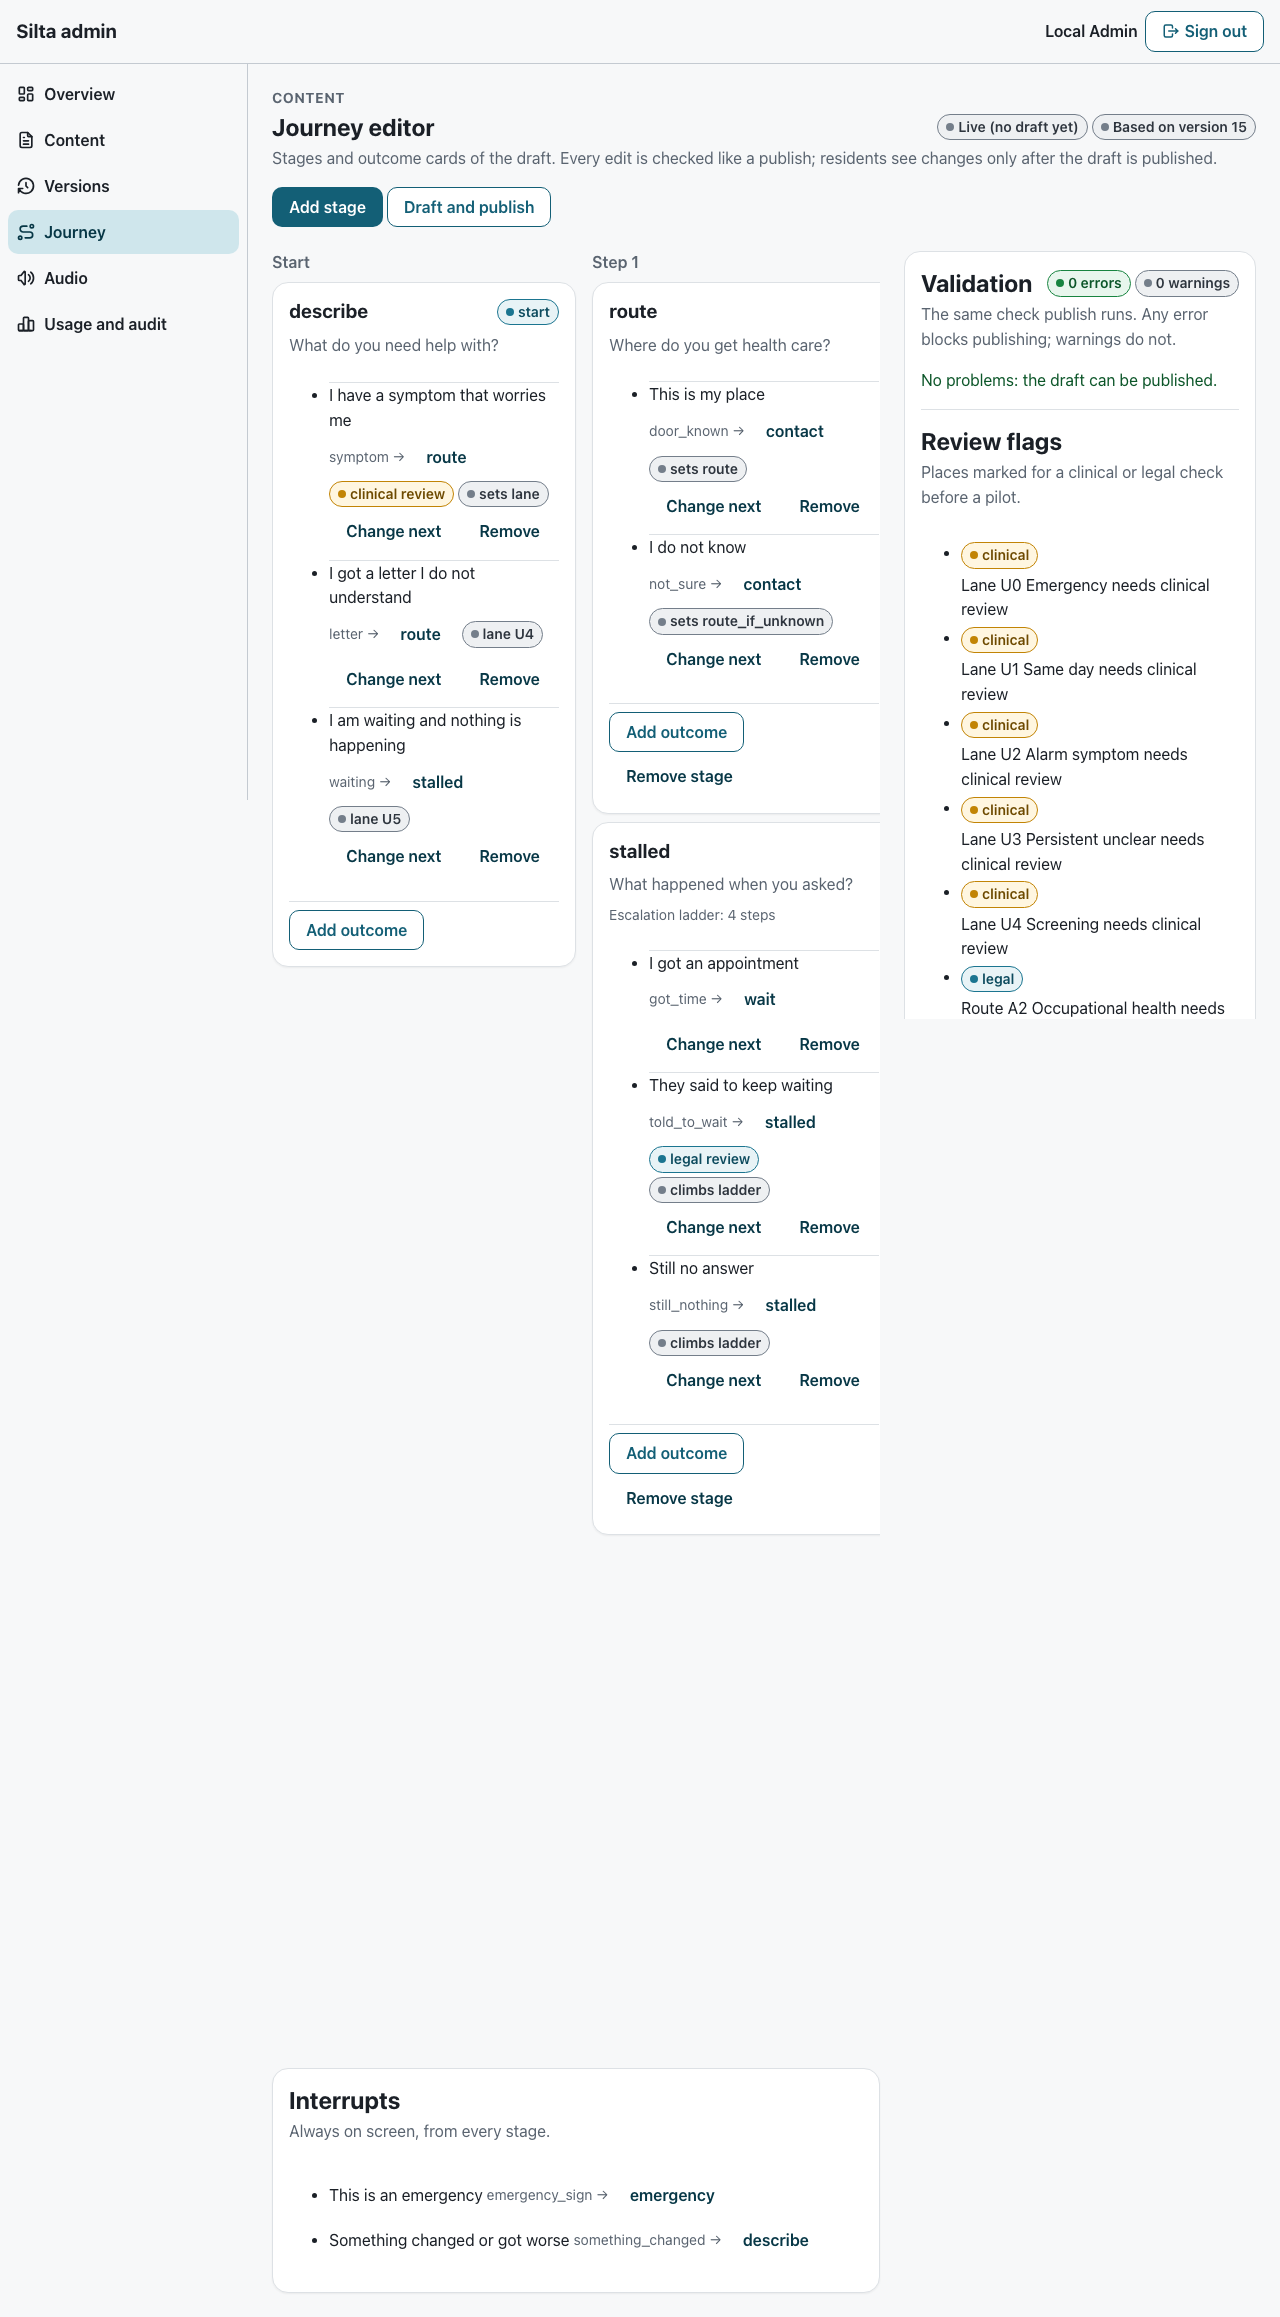 Silta admin
Local Admin
Sign out
Overview
Content
Versions
Journey
Audio
Usage and audit
CONTENT
Journey editor
Live (no draft yet)
Based on version 15
Stages and outcome cards of the draft. Every edit is checked like a publish; residents see changes only after the draft is published.
Add stage
Draft and publish
Start
describe
start
What do you need help with?
• I have a symptom that worries
me
symptom → route
clinical review
sets lane
Change next
Remove
• I got a letter I do not
understand
letter → route
lane U4
Change next
Remove
• I am waiting and nothing is
happening
waiting → stalled
lane U5
Change next
Remove
Add outcome
Step 1
route
Where do you get health care?
• This is my place
door_known → contact
sets route
Change next
Remove
• I do not know
not_sure → contact
sets route_if_unknown
Change next
Remove
Add outcome
Remove stage
stalled
What happened when you asked?
Escalation ladder: 4 steps
• I got an appointment
got_time → wait
Change next
Remove
• They said to keep waiting
told_to_wait → stalled
legal review
climbs ladder
Change next
Remove
• Still no answer
still_nothing → stalled
climbs ladder
Change next
Remove
Add outcome
Remove stage
Validation
0 errors
0 warnings
The same check publish runs. Any error
blocks publishing; warnings do not.
No problems: the draft can be published.
Review flags
Places marked for a clinical or legal check
before a pilot.
• clinical
Lane U0 Emergency needs clinical
review
• clinical
Lane U1 Same day needs clinical
review
• clinical
Lane U2 Alarm symptom needs
clinical review
• clinical
Lane U3 Persistent unclear needs
clinical review
• clinical
Lane U4 Screening needs clinical
review
• legal
Route A2 Occupational health needs
Interrupts
Always on screen, from every stage.
• This is an emergency emergency_sign → emergency
• Something changed or got worse something_changed → describe